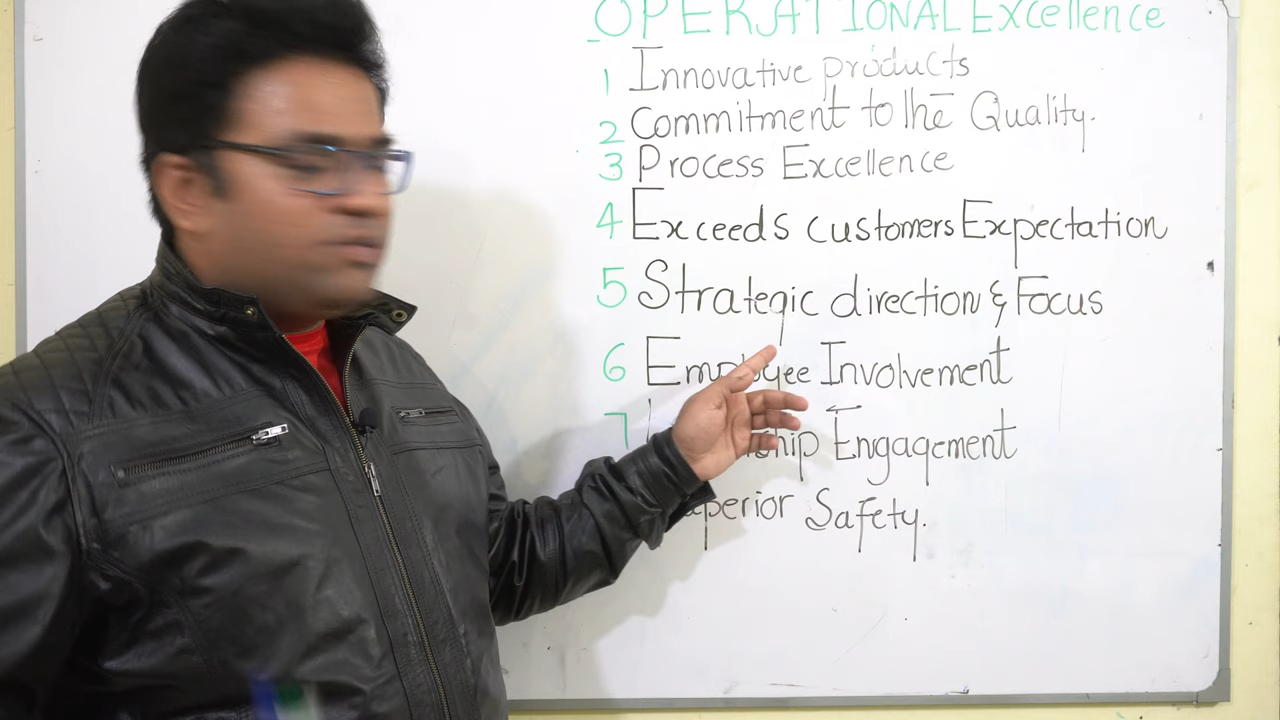 OPERATIONAL Excellence
1 Innovative products
2 Commitment to the Quality.
3 Process Excellence
4 Exceeds customers Expectation
5 Strategic direction & Focus
6 Employee Involvement
7 Engagement
Safety.